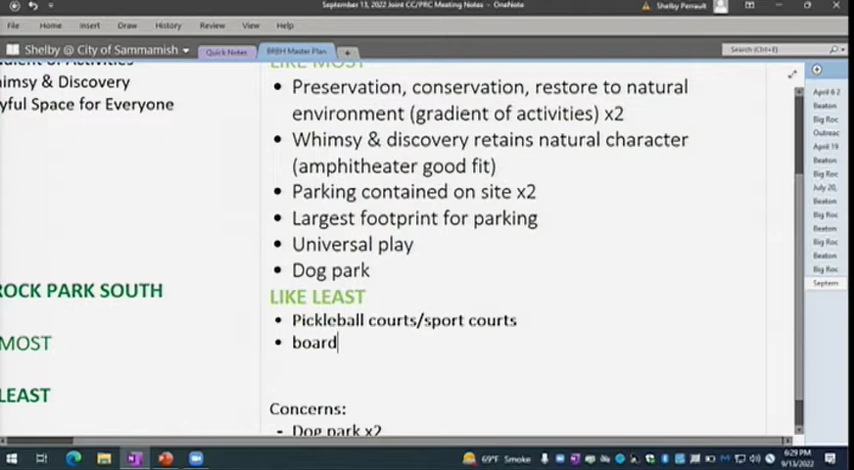 September 13, 2022 Joint CC/PRC Meeting Notes - OneNote
Shelby Perrault
File Home Insert Draw History Review View Help
Shelby @ City of Sammamish
Quick Notes
BRBH Master Plan
Search (Ctrl+E)
himsy & Discovery
yful Space for Everyone
ROCK PARK SOUTH
MOST
LEAST
LIKE MOST
• Preservation, conservation, restore to natural
environment (gradient of activities) x2
• Whimsy & discovery retains natural character
(amphitheater good fit)
• Parking contained on site x2
• Largest footprint for parking
• Universal play
• Dog park
LIKE LEAST
• Pickleball courts/sport courts
• board
Concerns:
- Dog park x2
April 6 2
Beaton
Big Roc
Outreac
April 19
Beaton
Big Roc
July 20,
Beaton
Big Roc
Beaton
Big Roc
Beaton
Big Roc
Septem
69°F Smoke
6:29 PM
9/13/2022